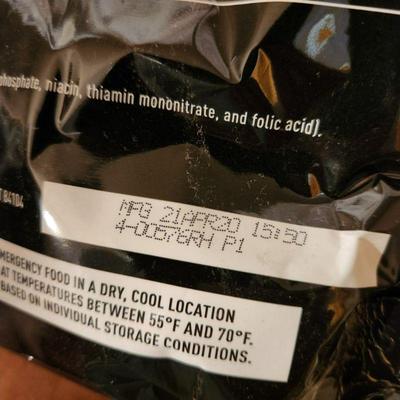 phosphate, niacin, thiamin mononitrate, and folic acid).
84104
MFG 21APR20 15:30
4-00576RH P1
EMERGENCY FOOD IN A DRY, COOL LOCATION
AT TEMPERATURES BETWEEN 55°F AND 70°F.
BASED ON INDIVIDUAL STORAGE CONDITIONS.